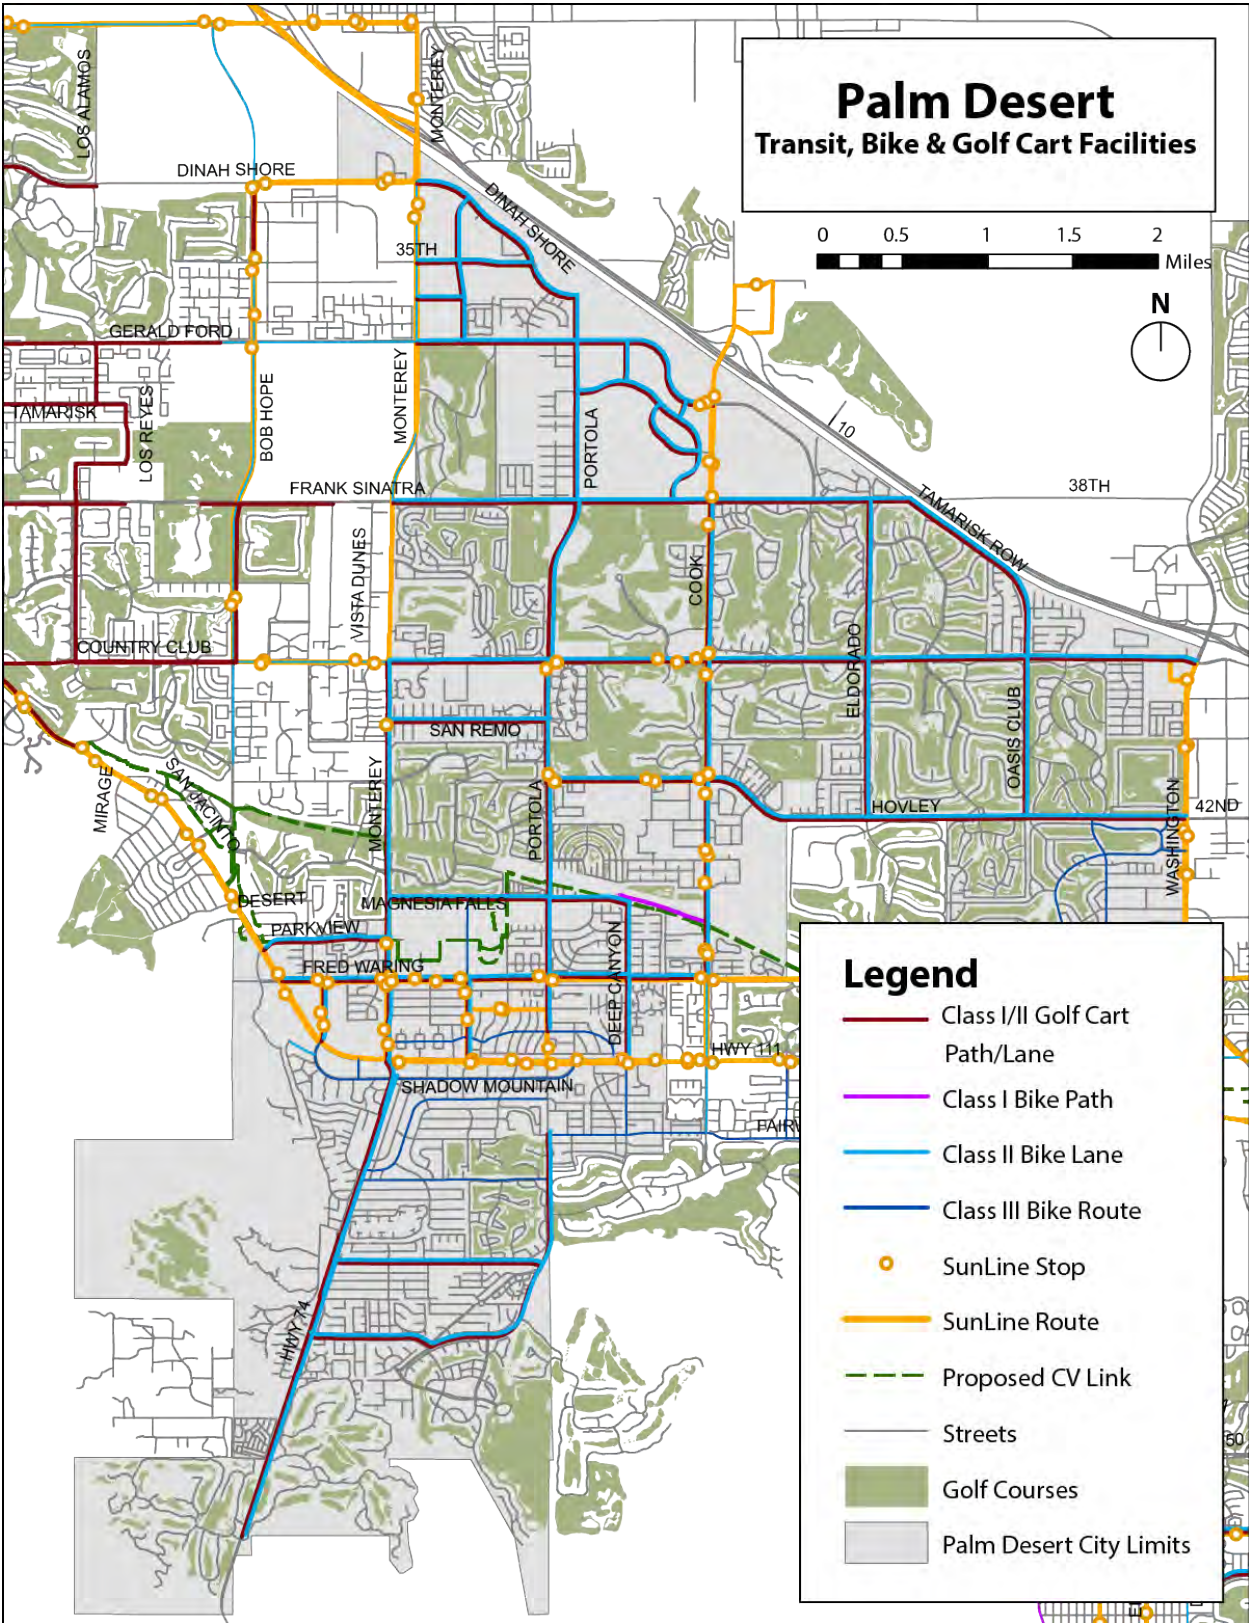 Palm Desert
Transit, Bike & Golf Cart Facilities
0 0.5 1 1.5 2
Miles
N
LOS ALAMOS
MONTEREY
DINAH SHORE
DINAH SHORE
35TH
GERALD FORD
TAMARISK
LOS REYES
BOB HOPE
MONTEREY
PORTOLA
10
FRANK SINATRA
38TH
TAMARISK ROW
VISTA DUNES
COOK
COUNTRY CLUB
ELDORADO
OASIS CLUB
SAN REMO
MIRAGE
SAN JACINTO
MONTEREY
PORTOLA
HOVLEY
WASHINGTON
42ND
DESERT
MAGNESIA FALLS
PARKVIEW
FRED WARING
DEEP CANYON
HWY 111
SHADOW MOUNTAIN
FAIRW
HWY 74
50
Legend
Class I/II Golf Cart
Path/Lane
Class I Bike Path
Class II Bike Lane
Class III Bike Route
SunLine Stop
SunLine Route
Proposed CV Link
Streets
Golf Courses
Palm Desert City Limits